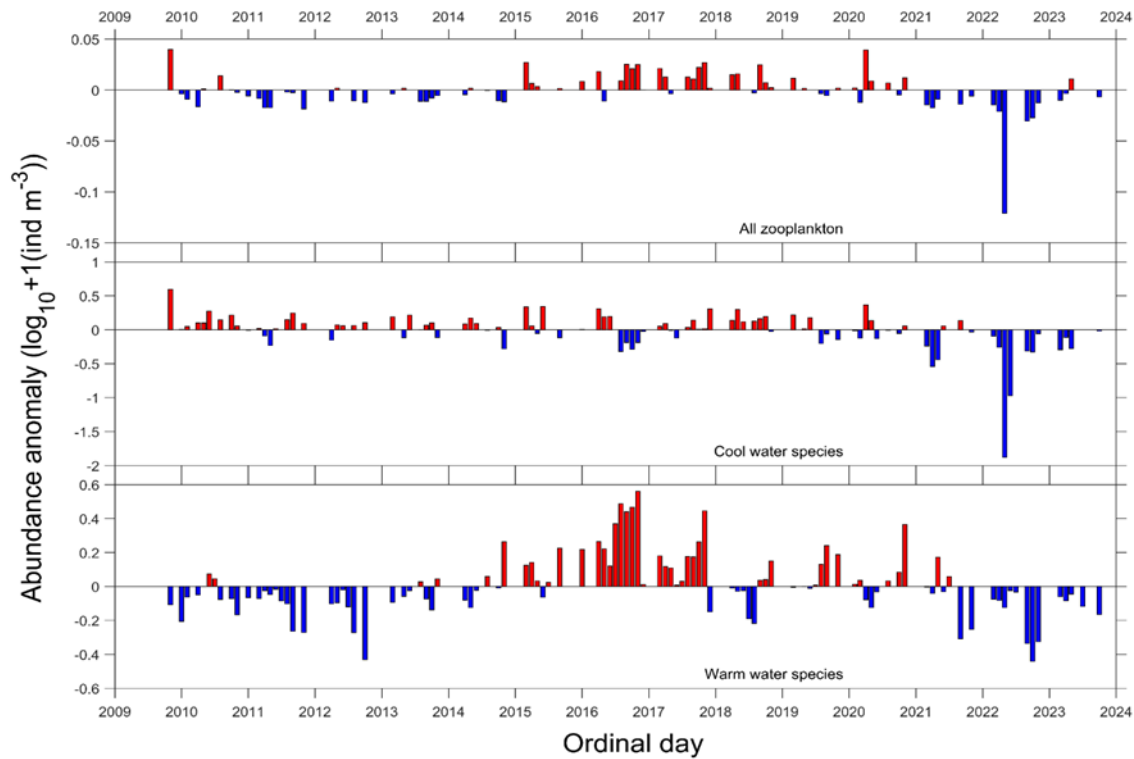 2009 2010 2011 2012 2013 2014 2015 2016 2017 2018 2019 2020 2021 2022 2023 2024
0.05
0
-0.05
-0.1
-0.15
All zooplankton
1
0.5
0
-0.5
-1
-1.5
-2
Cool water species
0.6
0.4
0.2
0
-0.2
-0.4
-0.6
Warm water species
2009 2010 2011 2012 2013 2014 2015 2016 2017 2018 2019 2020 2021 2022 2023 2024
Ordinal day
Abundance anomaly (log₁₀+1(ind m⁻³))